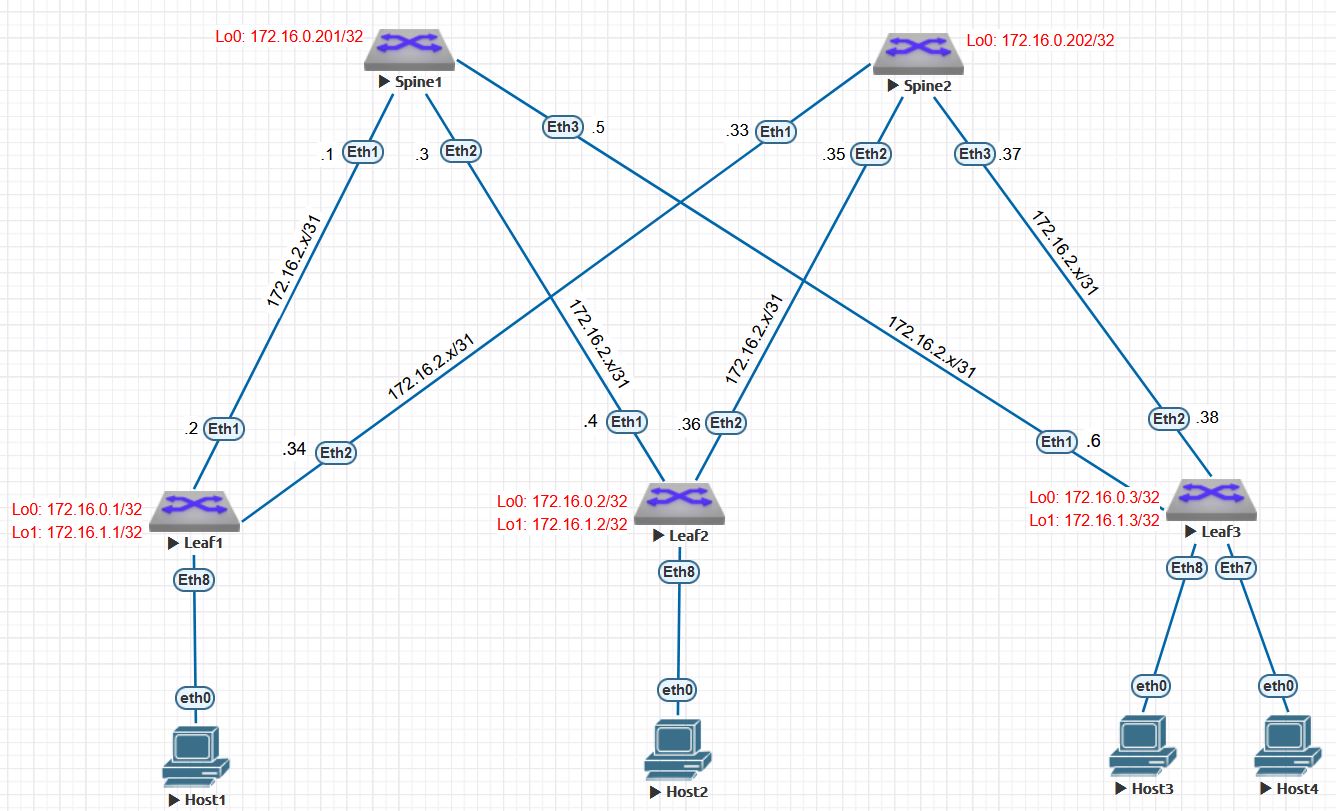 Lo0: 172.16.0.201/32
Spine1
Lo0: 172.16.0.202/32
Spine2
.1 Eth1
.3 Eth2
Eth3 .5
.33 Eth1
.35 Eth2
Eth3 .37
172.16.2.x/31
172.16.2.x/31
172.16.2.x/31
172.16.2.x/31
172.16.2.x/31
172.16.2.x/31
.2 Eth1
.34 Eth2
.4 Eth1
.36 Eth2
Eth1 .6
Eth2 .38
Lo0: 172.16.0.1/32
Lo1: 172.16.1.1/32
Leaf1
Lo0: 172.16.0.2/32
Lo1: 172.16.1.2/32
Leaf2
Lo0: 172.16.0.3/32
Lo1: 172.16.1.3/32
Leaf3
Eth8
Eth8
Eth8
Eth7
eth0
eth0
eth0
eth0
Host1
Host2
Host3
Host4